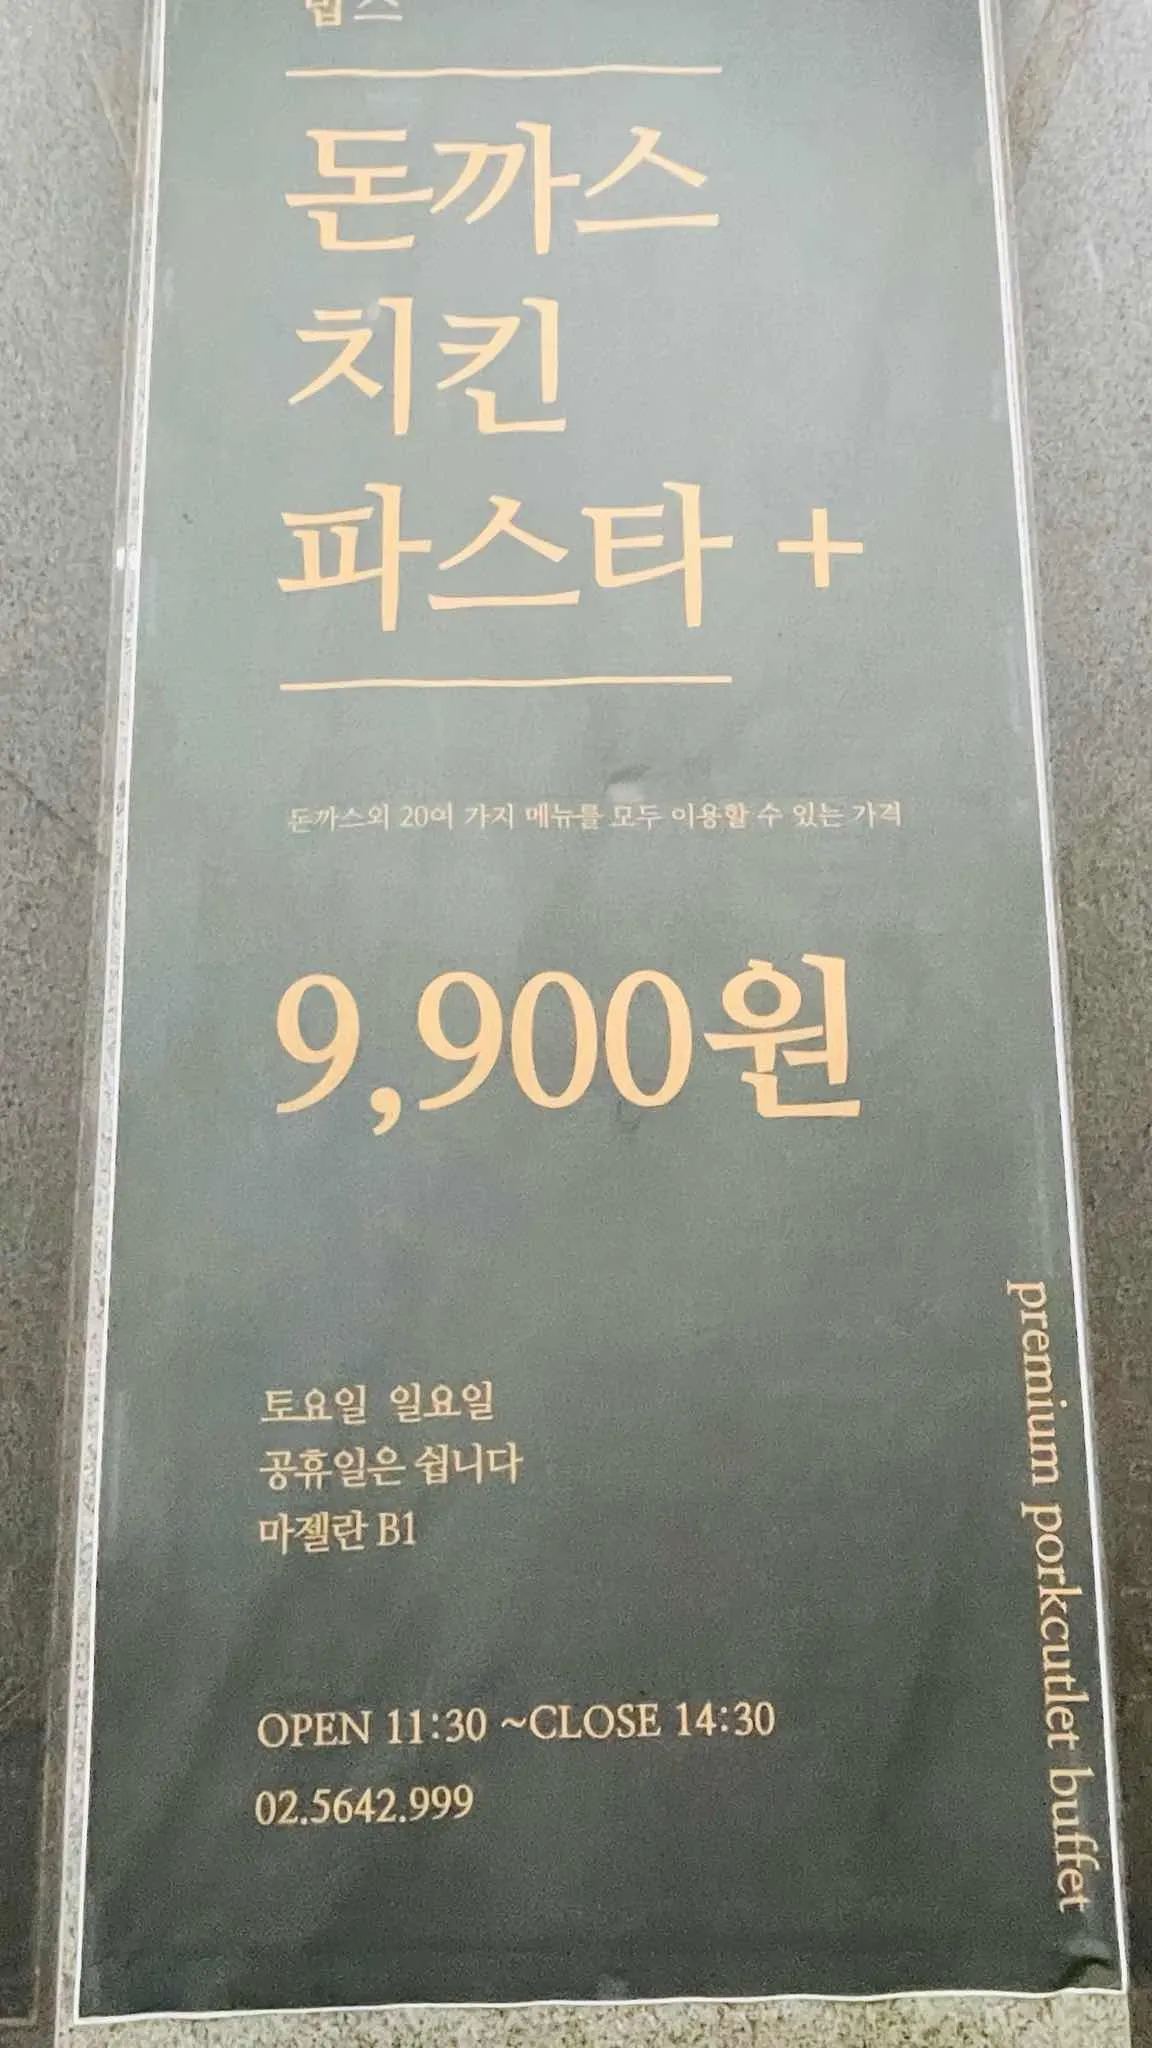 돈까스
치킨
파스타 +
돈까스외 20여 가지 메뉴를 모두 이용할 수 있는 가격
9,900원
토요일 일요일
공휴일은 쉽니다
마젤란 B1
OPEN 11:30 ~CLOSE 14:30
02.5642.999
premium porkcutlet buffet